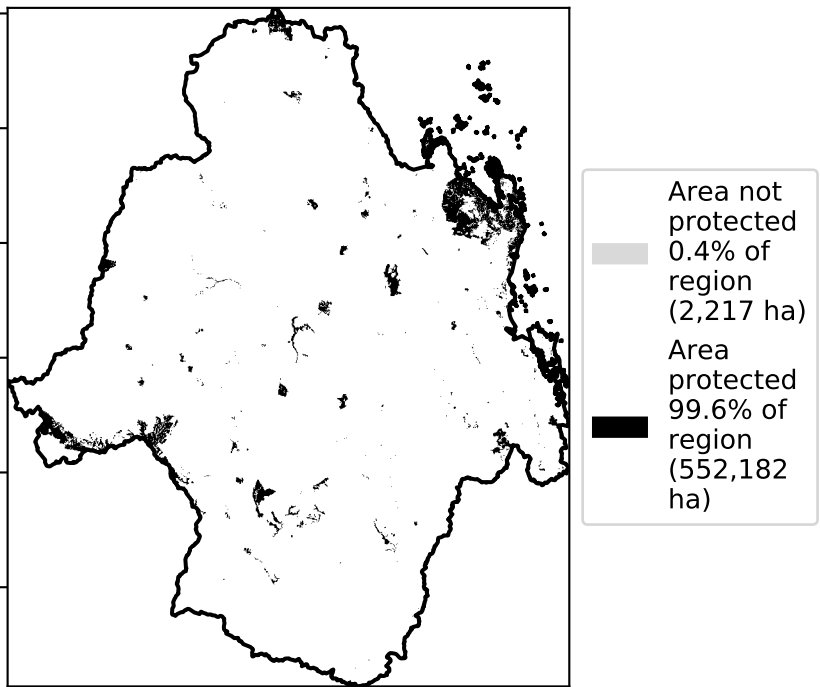 Area not
protected
0.4% of
region
(2,217 ha)
Area
protected
99.6% of
region
(552,182
ha)